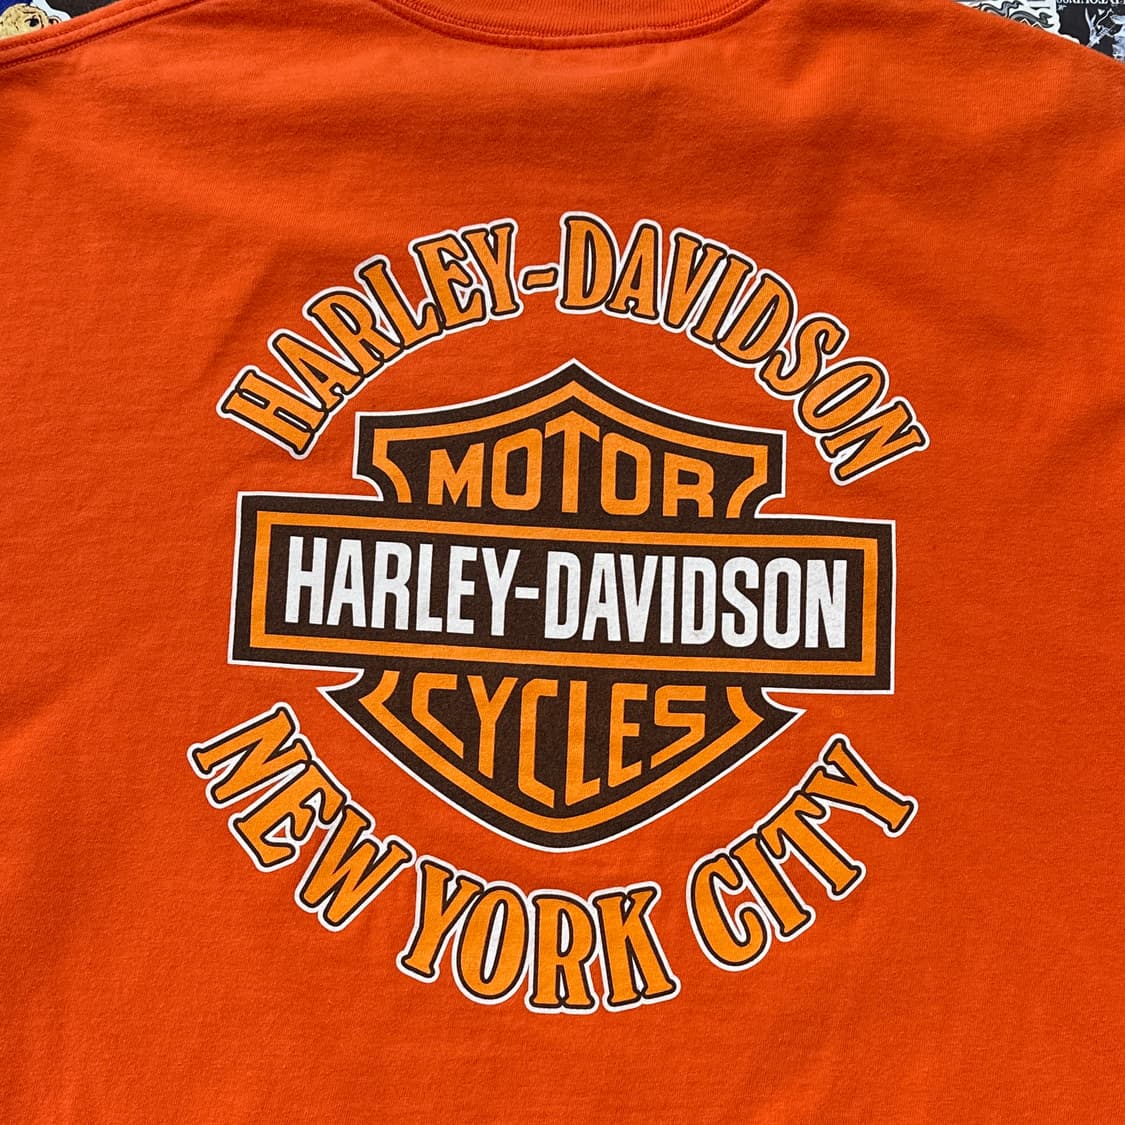 HARLEY-DAVIDSON
MOTOR
HARLEY-DAVIDSON
CYCLES
®
NEW YORK CITY